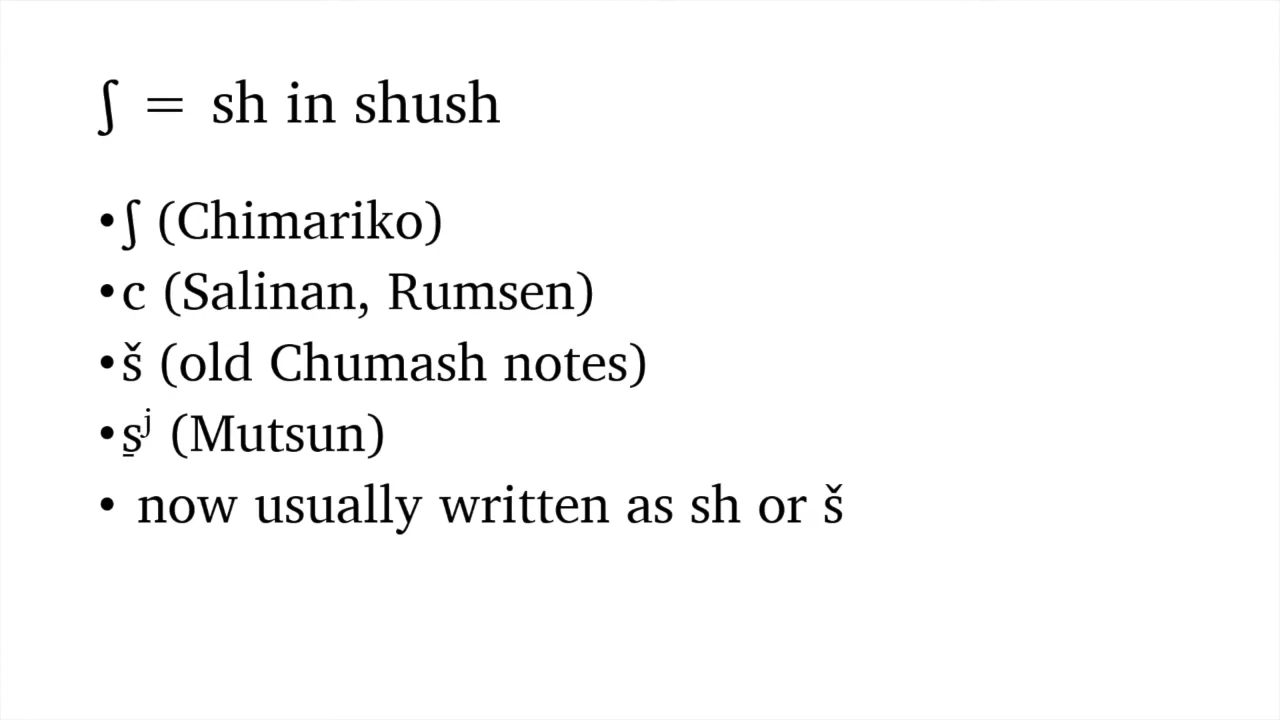 ʃ = sh in shush
•ʃ (Chimariko)
•c (Salinan, Rumsen)
•š (old Chumash notes)
•s̱ʲ (Mutsun)
• now usually written as sh or š